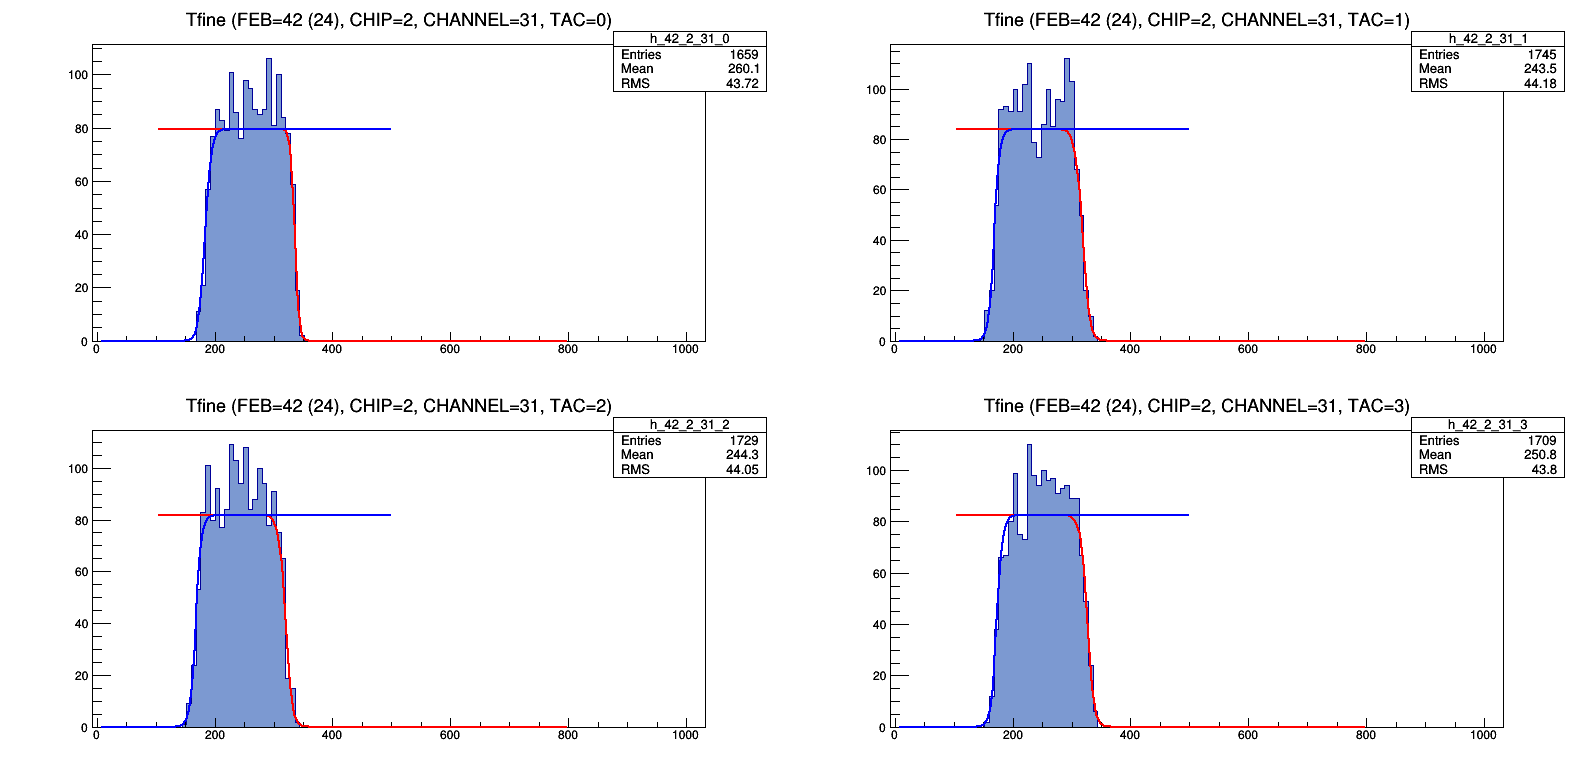 Tfine (FEB=42 (24), CHIP=2, CHANNEL=31, TAC=0)
h_42_2_31_0
Entries 1659
Mean 260.1
RMS 43.72
100
80
60
40
20
0
0 200 400 600 800 1000
Tfine (FEB=42 (24), CHIP=2, CHANNEL=31, TAC=1)
h_42_2_31_1
Entries 1745
Mean 243.5
RMS 44.18
100
80
60
40
20
0
0 200 400 600 800 1000
Tfine (FEB=42 (24), CHIP=2, CHANNEL=31, TAC=2)
h_42_2_31_2
Entries 1729
Mean 244.3
RMS 44.05
100
80
60
40
20
0
0 200 400 600 800 1000
Tfine (FEB=42 (24), CHIP=2, CHANNEL=31, TAC=3)
h_42_2_31_3
Entries 1709
Mean 250.8
RMS 43.8
100
80
60
40
20
0
0 200 400 600 800 1000